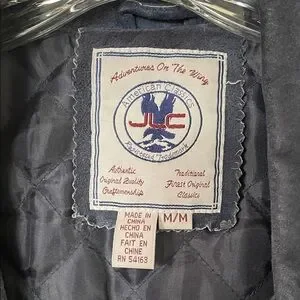 Adventures On The Wing
American Classics
JLC
Registered Trademark
Authentic
Original Quality
Craftsmanship
Traditional
Finest Original
Classics
M/M
MADE IN
CHINA
HECHO EN
CHINA
FAIT EN
CHINE
RN 54163